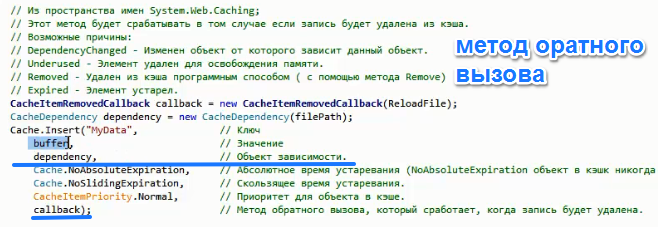 // Из пространства имен System.Web.Caching;
// Этот метод будет срабатывать в том случае если запись будет удалена из кэша.
// Возможные причины:
// DependencyChanged - Изменен объект от которого зависит данный объект.
// Underused - Элемент удален для освобождения памяти.
// Removed - Удален из кэша програмным способом ( с помощью метода Remove)
// Expired - Элемент устарел.
метод оратного
вызова
CacheItemRemovedCallback callback = new CacheItemRemovedCallback(ReloadFile);
CacheDependency dependency = new CacheDependency(filePath);
Cache.Insert("MyData", // Ключ
buffer, // Значение
dependency, // Объект зависимости.
Cache.NoAbsoluteExpiration, // Абсолютное время устаревания (NoAbsoluteExpiration объект в кэшк никогда
Cache.NoSlidingExpiration, // Скользящее время устаревания.
CacheItemPriority.Normal, // Приоритет для объекта в кэше.
callback); // Метод обратного вызова, который сработает, когда запись будет удалена.